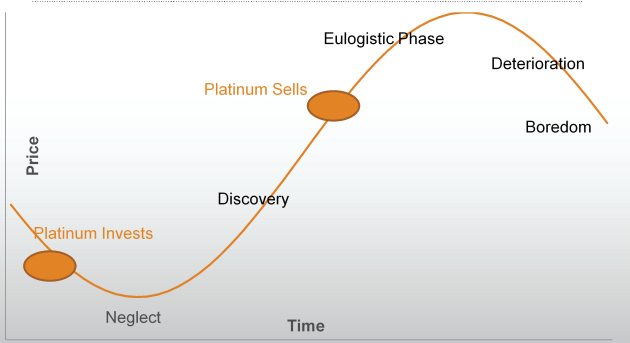 Eulogistic Phase
Deterioration
Platinum Sells
Boredom
Price
Discovery
Platinum Invests
Neglect
Time